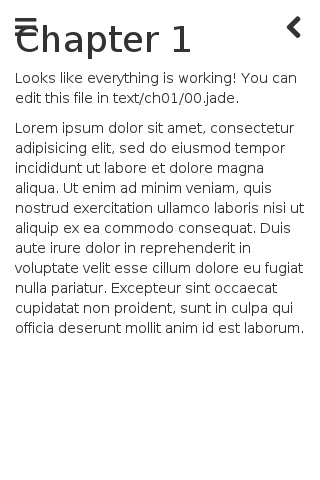 Chapter 1
Looks like everything is working! You can
edit this file in text/ch01/00.jade.
Lorem ipsum dolor sit amet, consectetur
adipisicing elit, sed do eiusmod tempor
incididunt ut labore et dolore magna
aliqua. Ut enim ad minim veniam, quis
nostrud exercitation ullamco laboris nisi ut
aliquip ex ea commodo consequat. Duis
aute irure dolor in reprehenderit in
voluptate velit esse cillum dolore eu fugiat
nulla pariatur. Excepteur sint occaecat
cupidatat non proident, sunt in culpa qui
officia deserunt mollit anim id est laborum.